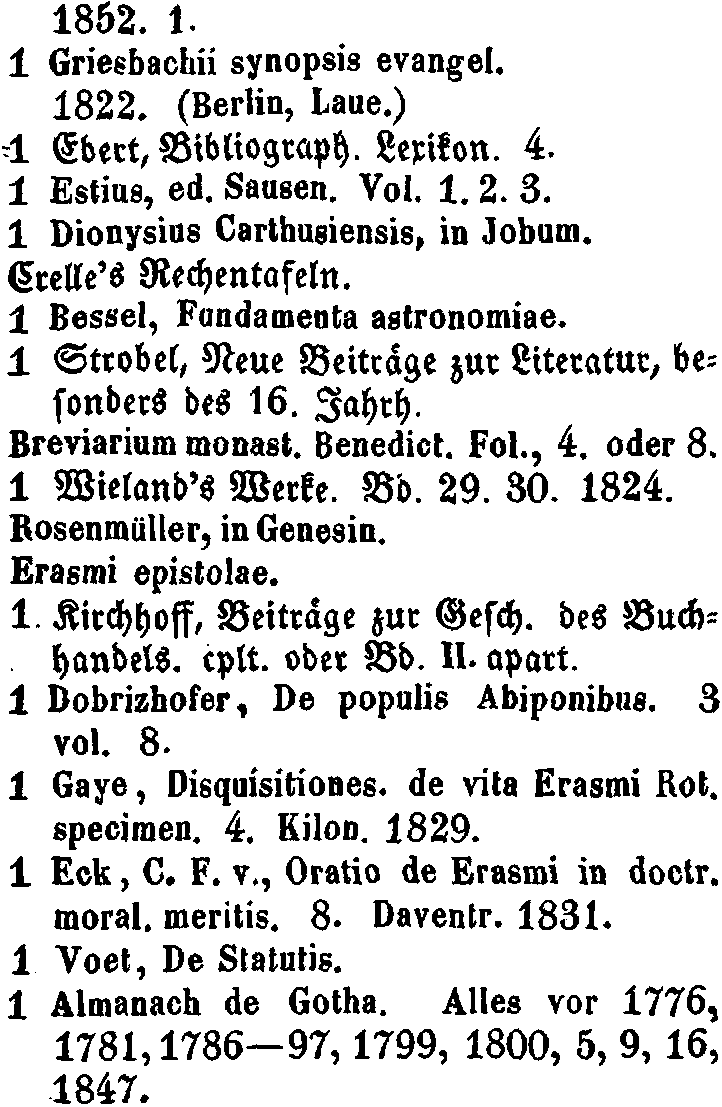 1852. 1.
1 Griesbachii synopsis evangel.
1822. (Berlin, Laue.)
1 Ebert, Bibliograph. Lexikon. 4.
1 Estius, ed. Sausen. Vol. 1. 2. 3.
1 Dionysius Carthusiensis, in Jobum.
Crelle's Rechentafeln.
1 Bessel, Fundamenta astronomiae.
1 Strobel, Neue Beiträge zur Literatur, be-
sonders des 16. Jahrh.
Breviarium monast. Benedict. Fol., 4. oder 8.
1 Wieland's Werke. Bd. 29. 30. 1824.
Rosenmüller, in Genesin.
Erasmi epistolae.
1. Kirchhoff, Beiträge zur Gesch. des Buch-
handels. cplt. oder Bd. II. apart.
1 Dobrizhofer, De populis Abiponibus. 3
vol. 8.
1 Gaye, Disquisitiones. de vita Erasmi Rot.
specimen. 4. Kilon. 1829.
1 Eck, C. F. v., Oratio de Erasmi in doctr.
moral. meritis. 8. Daventr. 1831.
1 Voet, De Statutis.
1 Almanach de Gotha. Alles vor 1776,
1781, 1786—97, 1799, 1800, 5, 9, 16,
1847.